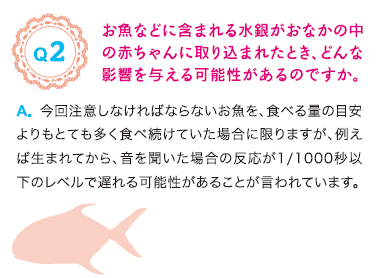 Q2
お魚などに含まれる水銀がおなかの中
の赤ちゃんに取り込まれたとき、どんな
影響を与える可能性があるのですか。
A. 今回注意しなければならないお魚を、食べる量の目安
よりもとても多く食べ続けていた場合に限りますが、例え
ば生まれてから、音を聞いた場合の反応が1/1000秒以
下のレベルで遅れる可能性があることが言われています。